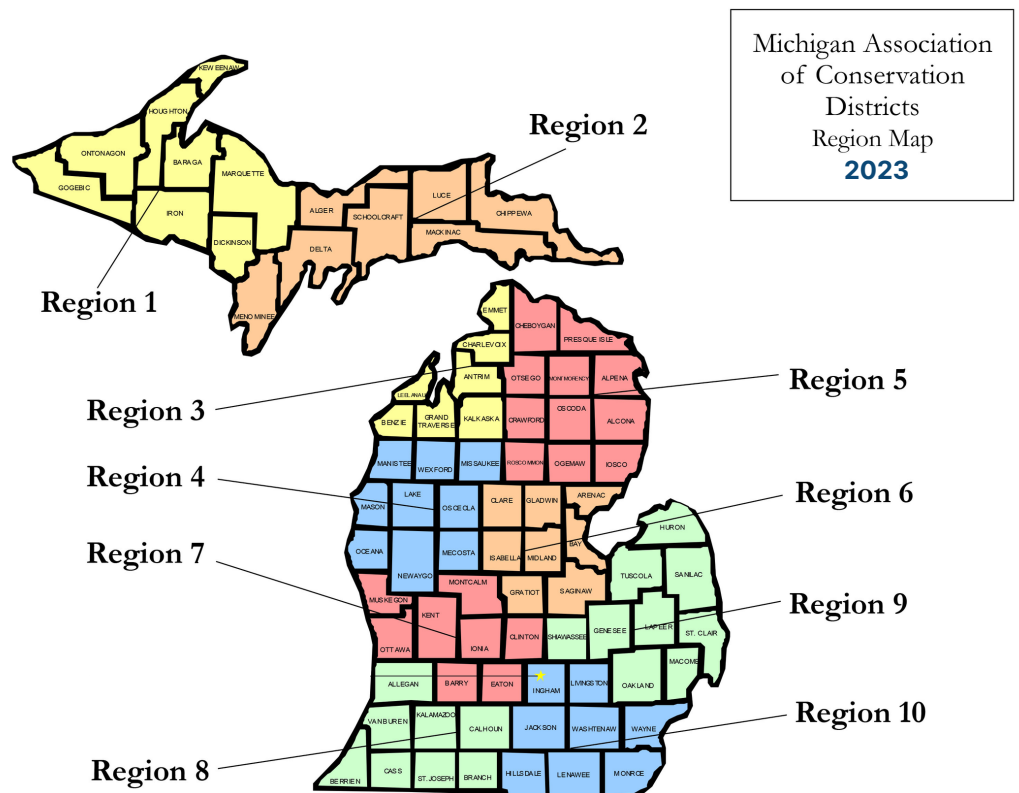 Michigan Association
of Conservation
Districts
Region Map
2023
KEWEENAW
HOUGHTON
ONTONAGON
BARAGA
MARQUETTE
GOGEBIC
IRON
DICKINSON
Region 1
Region 2
ALGER
SCHOOLCRAFT
LUCE
CHIPPEWA
MACKINAC
DELTA
MENOMINEE
EMMET
CHARLEVOIX
ANTRIM
LEELANAU
BENZIE
GRAND
TRAVERSE
KALKASKA
Region 3
CHEBOYGAN
PRESQUE ISLE
OTSEGO
MONTMORENCY
ALPENA
CRAWFORD
OSCODA
ALCONA
ROSCOMMON
OGEMAW
IOSCO
Region 5
MANISTEE
WEXFORD
MISSAUKEE
MASON
LAKE
OSCEOLA
OCEANA
NEWAYGO
MECOSTA
Region 4
CLARE
GLADWIN
ARENAC
ISABELLA
MIDLAND
BAY
GRATIOT
SAGINAW
Region 6
Region 7
MUSKEGON
MONTCALM
KENT
OTTAWA
IONIA
CLINTON
BARRY
EATON
HURON
TUSCOLA
SANILAC
SHIAWASSEE
GENESEE
LAPEER
ST. CLAIR
OAKLAND
MACOMB
Region 9
ALLEGAN
VANBUREN
KALAMAZOO
CALHOUN
BERRIEN
CASS
ST. JOSEPH
BRANCH
Region 8
INGHAM
LIVINGSTON
JACKSON
WASHTENAW
WAYNE
HILLSDALE
LENAWEE
MONROE
Region 10